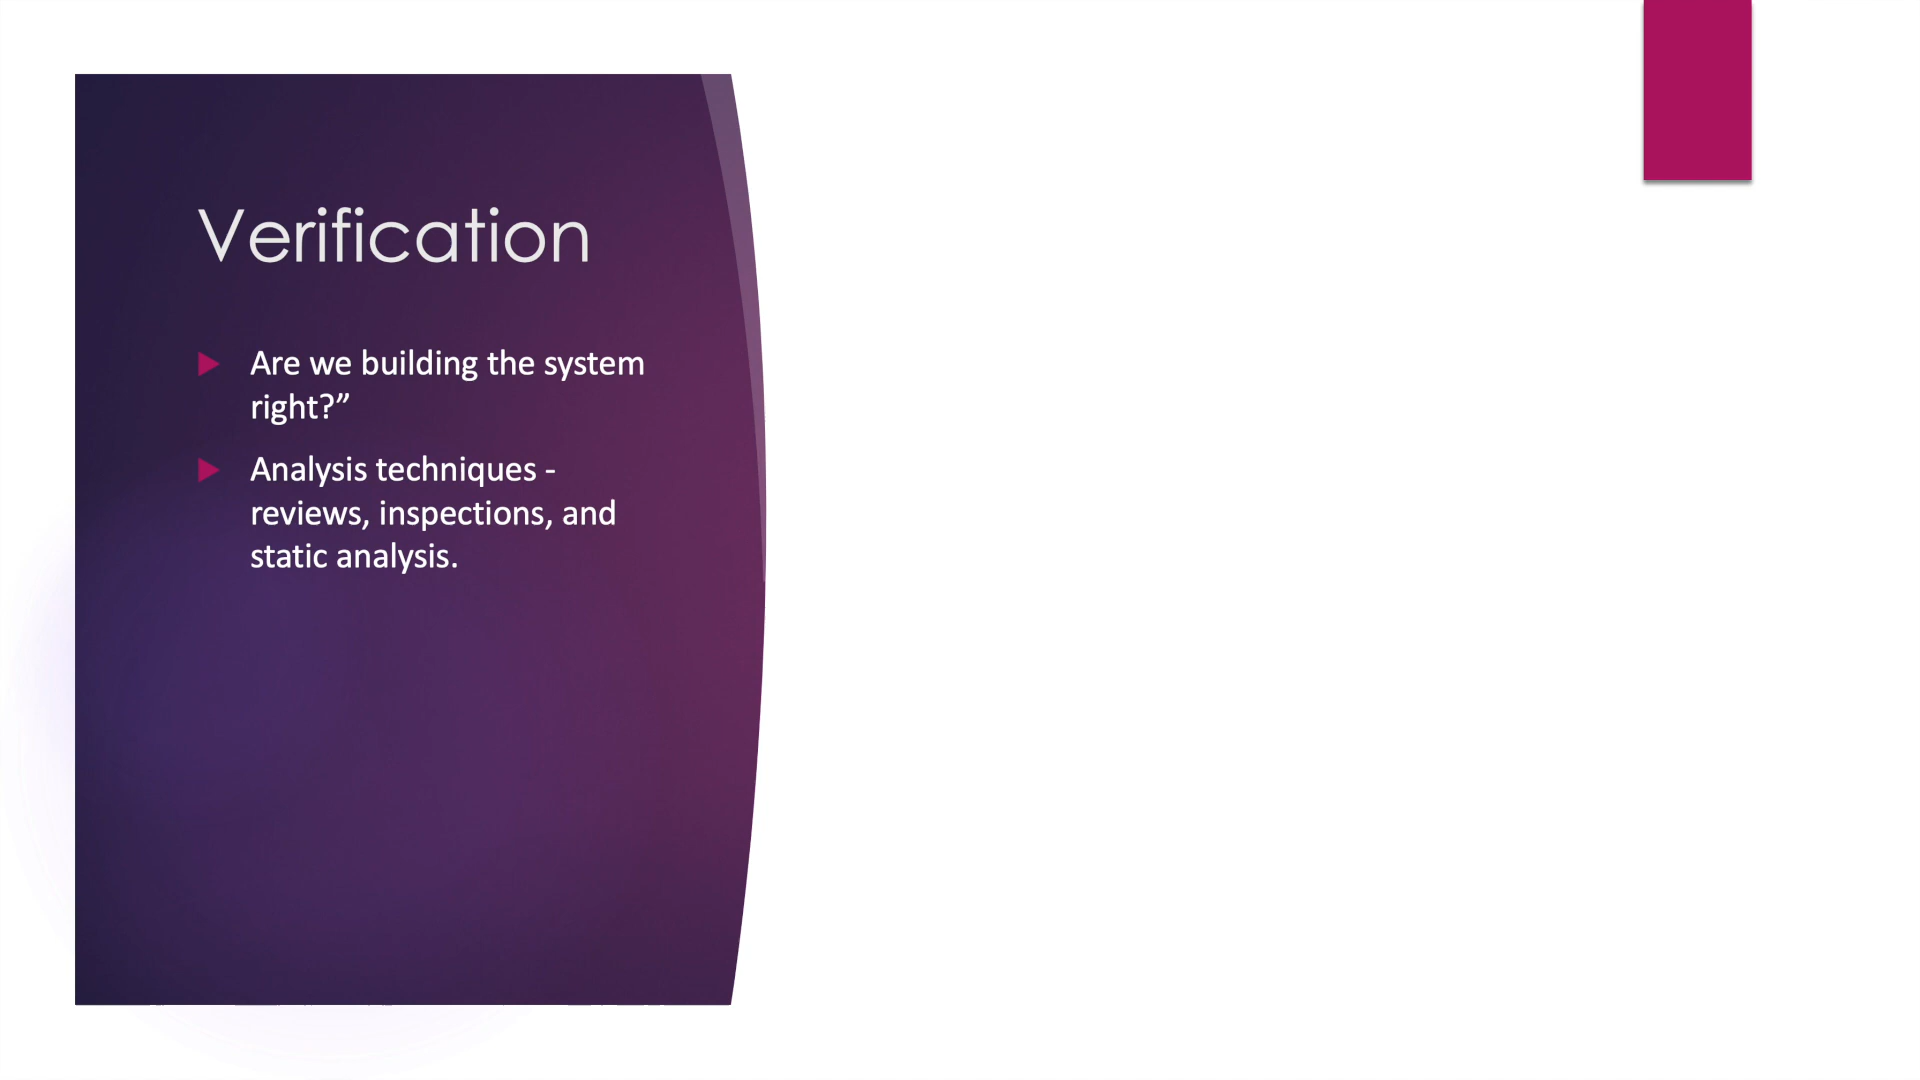 Verification
Are we building the system
right?”
Analysis techniques -
reviews, inspections, and
static analysis.